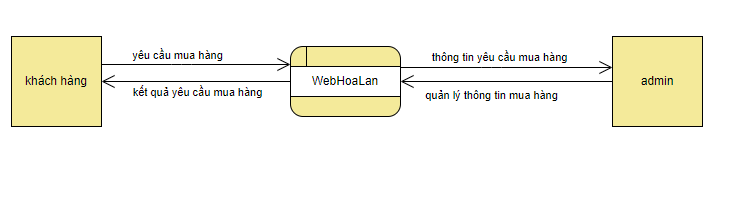 yêu cầu mua hàng
thông tin yêu cầu mua hàng
khách hàng
WebHoaLan
admin
kết quả yêu cầu mua hàng
quản lý thông tin mua hàng